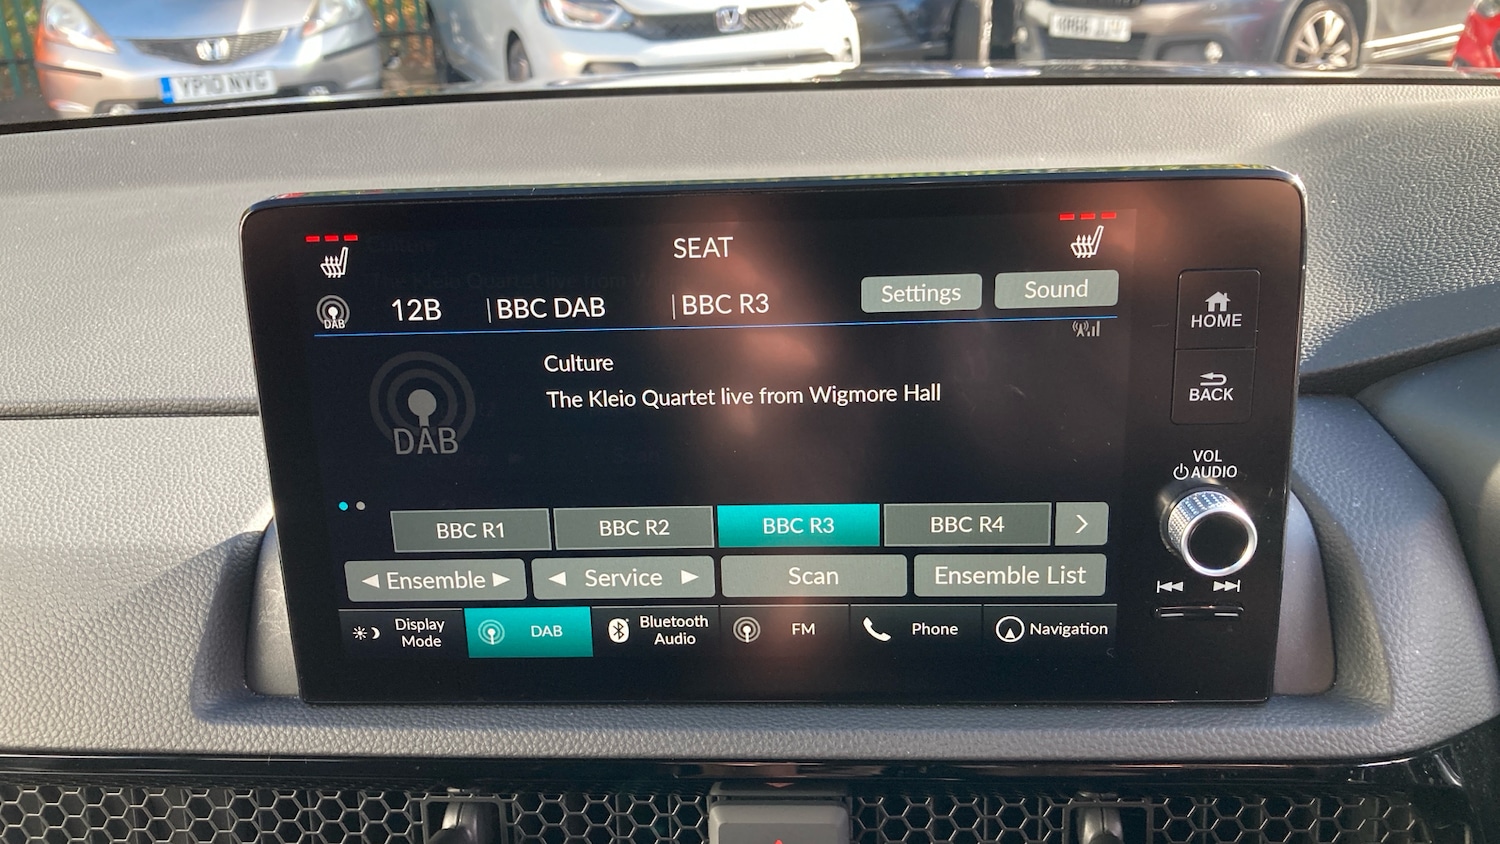 YP10 NVG
SEAT
DAB
12B | BBC DAB | BBC R3
Settings
Sound
HOME
Culture
The Kleio Quartet live from Wigmore Hall
DAB
BACK
VOL
AUDIO
BBC R1
BBC R2
BBC R3
BBC R4
Ensemble
Service
Scan
Ensemble List
Display
Mode
DAB
Bluetooth
Audio
FM
Phone
Navigation